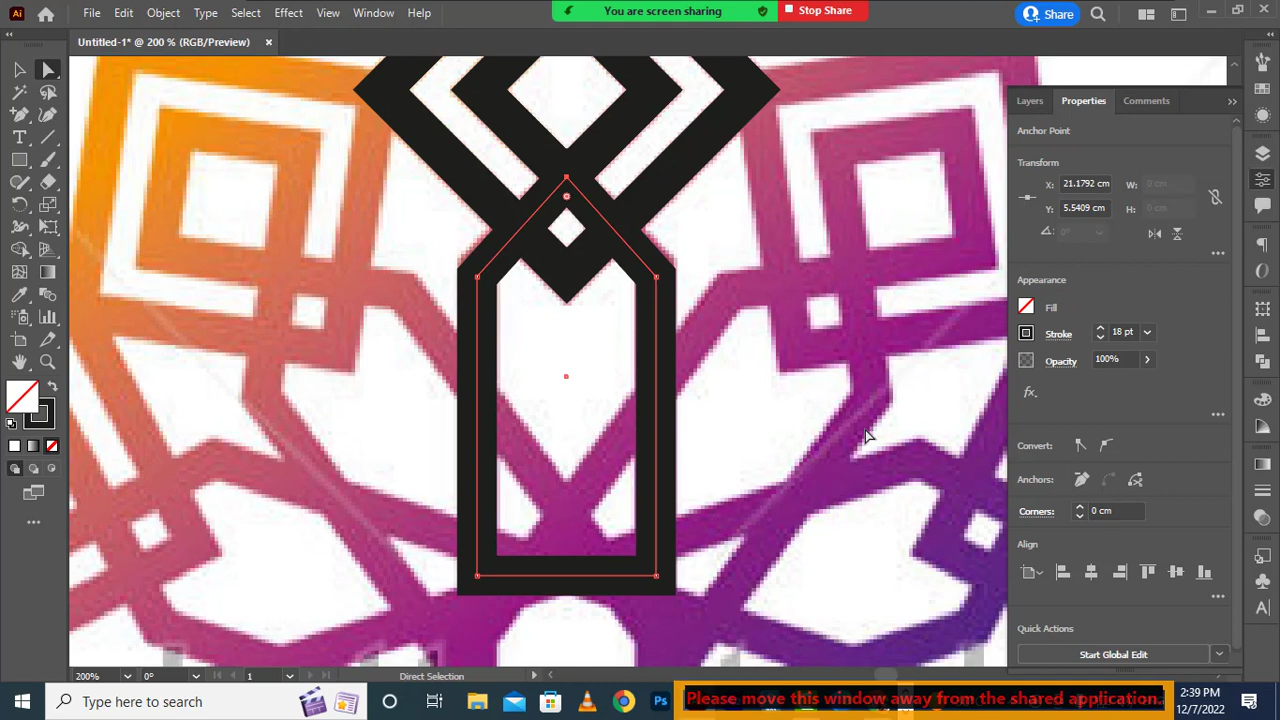 You are screen sharing
Stop Share
Ai
File
Edit
Object
Type
Select
Effect
View
Window
Help
Share
Untitled-1* @ 200 % (RGB/Preview)
Layers
Properties
Comments
Anchor Point
Transform
X:
21.1792 cm
W:
0 cm
Y:
5.5409 cm
H:
0 cm
0°
Appearance
Fill
Stroke
18 pt
Opacity
100%
fx.
Convert:
Anchors:
Corners:
0 cm
Align
Quick Actions
Start Global Edit
200%
0°
1
Direct Selection
Type here to search
Ps
Please move this window away from the shared application.
2:39 PM
12/7/2022